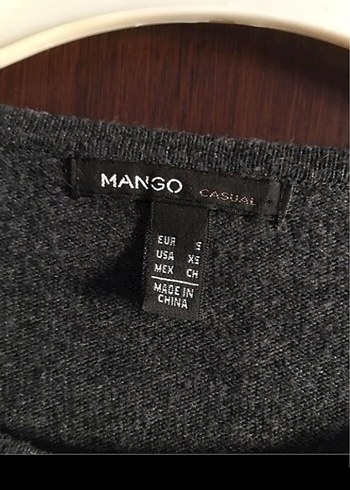 MANGO CASUAL
EUR S
USA XS
MEX CH
MADE IN
CHINA